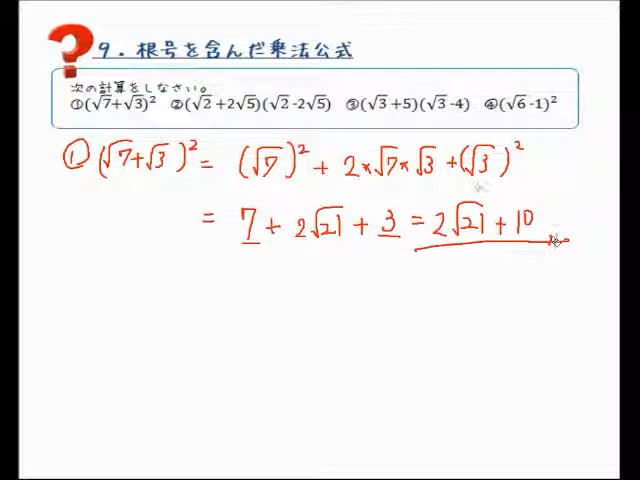 9．根号を含んだ乗法公式
次の計算をしなさい。
①(√7+√3)² ②(√2+2√5)(√2-2√5) ③(√3+5)(√3-4) ④(√6-1)²
① (√7+√3)² = (√7)² + 2×√7×√3 + (√3)²
= 7 + 2√21 + 3 = 2√21 + 10